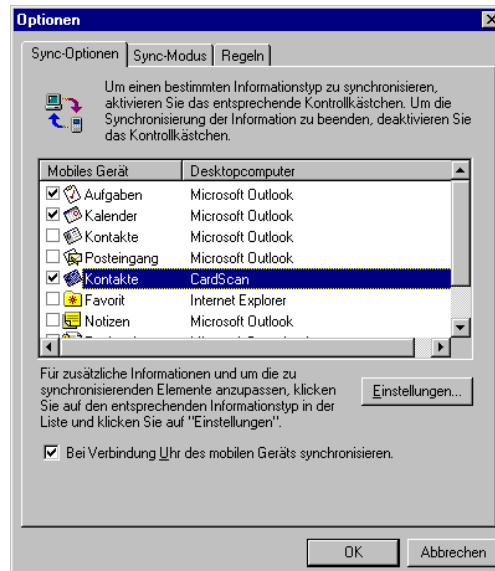 Optionen
Sync-Optionen Sync-Modus Regeln
Um einen bestimmten Informationstyp zu synchronisieren,
aktivieren Sie das entsprechende Kontrollkästchen. Um die
Synchronisierung der Information zu beenden, deaktivieren Sie
das Kontrollkästchen.
Mobiles Gerät Desktopcomputer
Aufgaben Microsoft Outlook
Kalender Microsoft Outlook
Kontakte Microsoft Outlook
Posteingang Microsoft Outlook
Kontakte CardScan
Favorit Internet Explorer
Notizen Microsoft Outlook
Für zusätzliche Informationen und um die zu
synchronisierenden Elemente anzupassen, klicken
Sie auf den entsprechenden Informationstyp in der
Liste und klicken Sie auf "Einstellungen".
Einstellungen...
Bei Verbindung Uhr des mobilen Geräts synchronisieren.
OK Abbrechen